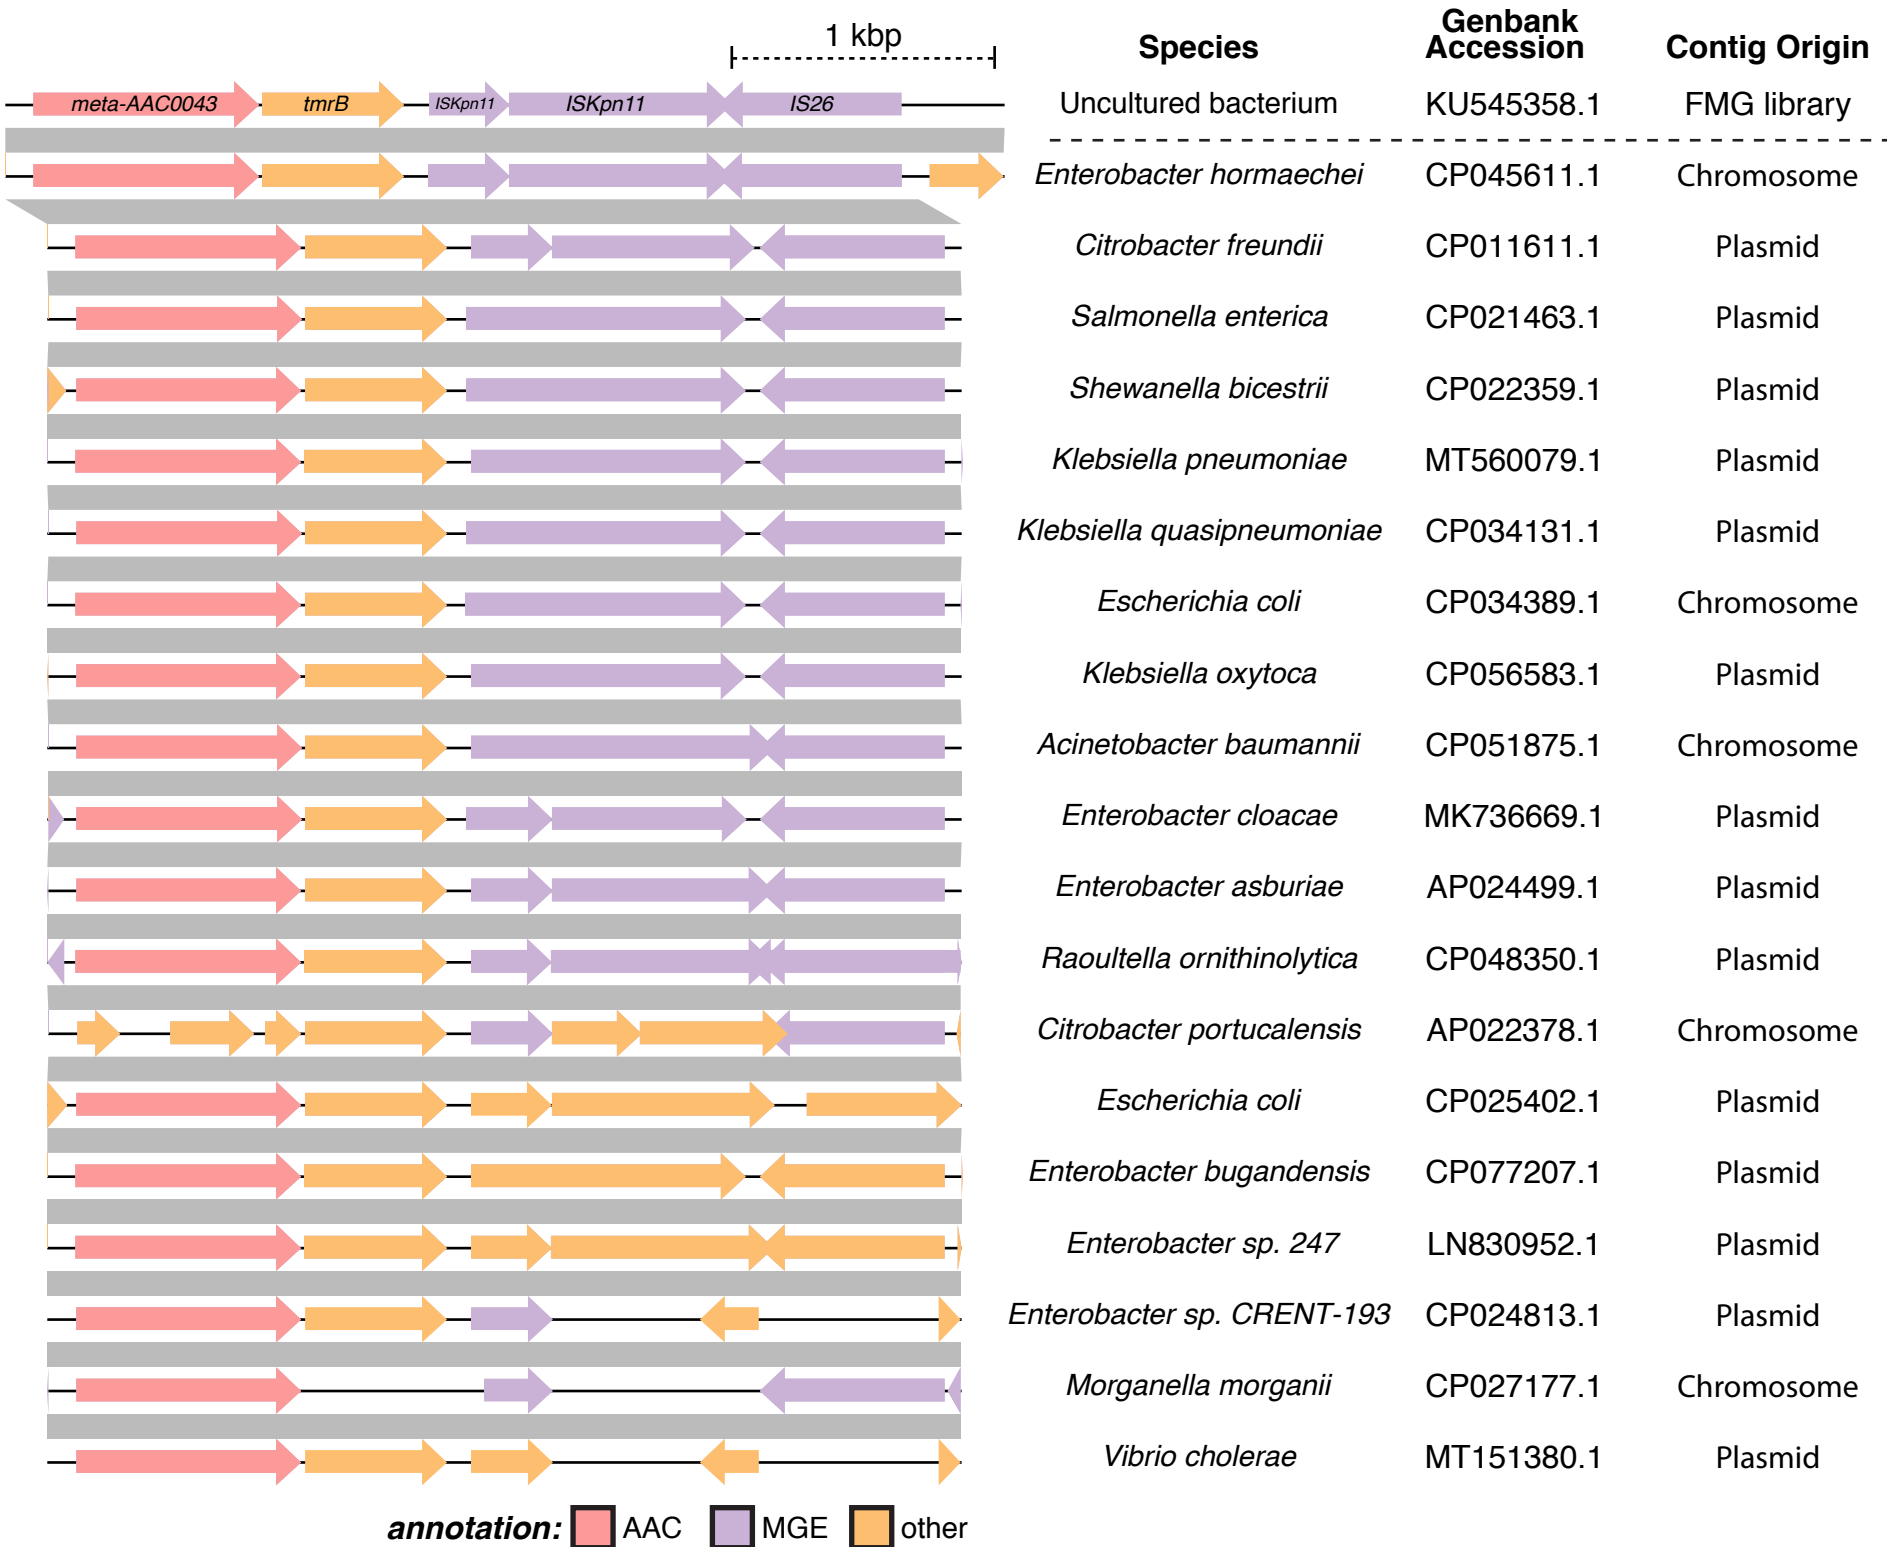 1 kbp
Species Genbank Accession Contig Origin
meta-AAC0043 tmrB ISKpn11 ISKpn11 IS26 Uncultured bacterium KU545358.1 FMG library
Enterobacter hormaechei CP045611.1 Chromosome
Citrobacter freundii CP011611.1 Plasmid
Salmonella enterica CP021463.1 Plasmid
Shewanella bicestrii CP022359.1 Plasmid
Klebsiella pneumoniae MT560079.1 Plasmid
Klebsiella quasipneumoniae CP034131.1 Plasmid
Escherichia coli CP034389.1 Chromosome
Klebsiella oxytoca CP056583.1 Plasmid
Acinetobacter baumannii CP051875.1 Chromosome
Enterobacter cloacae MK736669.1 Plasmid
Enterobacter asburiae AP024499.1 Plasmid
Raoultella ornithinolytica CP048350.1 Plasmid
Citrobacter portucalensis AP022378.1 Chromosome
Escherichia coli CP025402.1 Plasmid
Enterobacter bugandensis CP077207.1 Plasmid
Enterobacter sp. 247 LN830952.1 Plasmid
Enterobacter sp. CRENT-193 CP024813.1 Plasmid
Morganella morganii CP027177.1 Chromosome
Vibrio cholerae MT151380.1 Plasmid
annotation: AAC MGE other